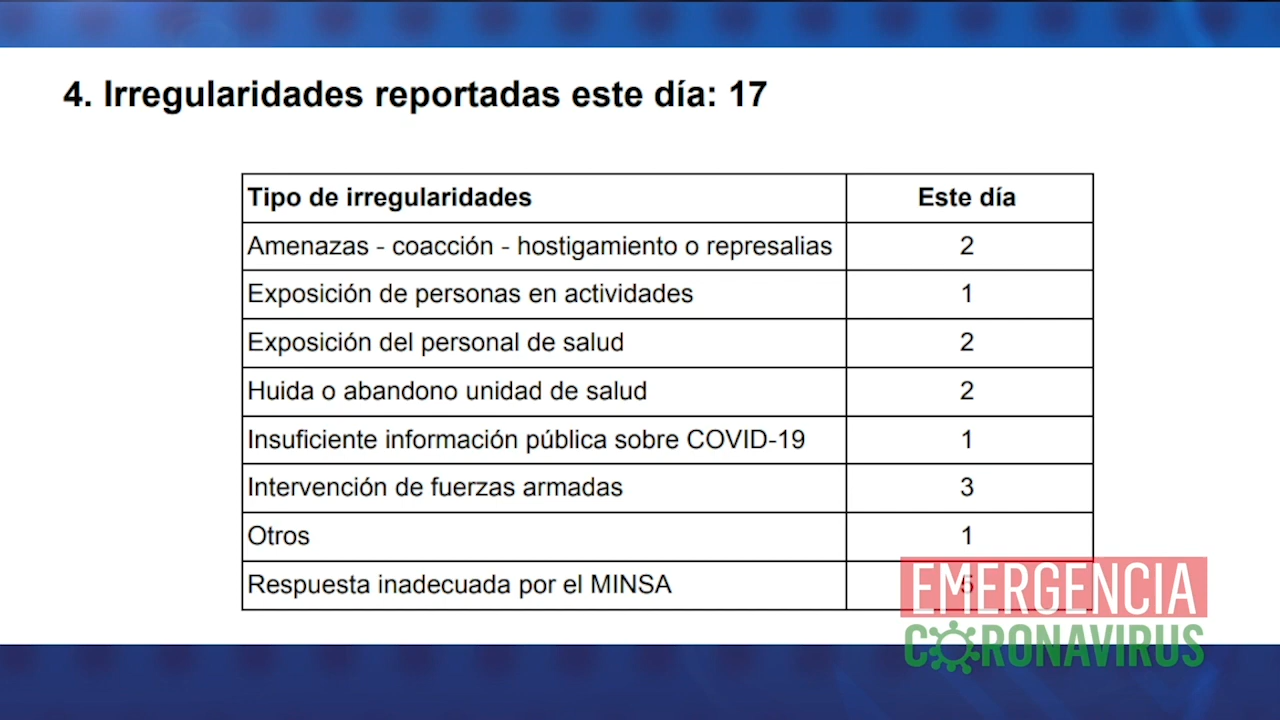 4. Irregularidades reportadas este día: 17
Tipo de irregularidades Este día
Amenazas - coacción - hostigamiento o represalias 2
Exposición de personas en actividades 1
Exposición del personal de salud 2
Huida o abandono unidad de salud 2
Insuficiente información pública sobre COVID-19 1
Intervención de fuerzas armadas 3
Otros 1
Respuesta inadecuada por el MINSA 5
EMERGENCIA
CORONAVIRUS